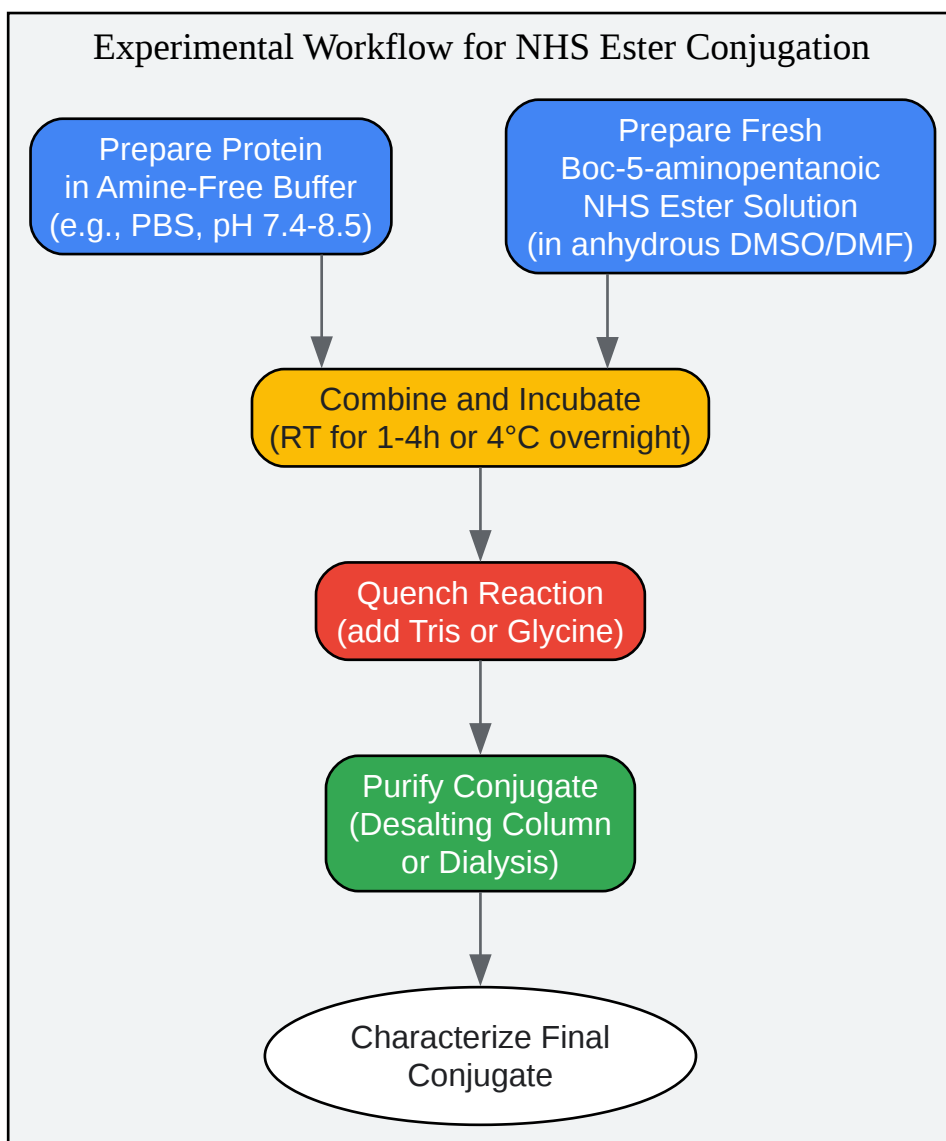 Experimental Workflow for NHS Ester Conjugation
Prepare Protein
in Amine-Free Buffer
(e.g., PBS, pH 7.4-8.5)
Prepare Fresh
Boc-5-aminopentanoic
NHS Ester Solution
(in anhydrous DMSO/DMF)
Combine and Incubate
(RT for 1-4h or 4°C overnight)
Quench Reaction
(add Tris or Glycine)
Purify Conjugate
(Desalting Column
or Dialysis)
Characterize Final
Conjugate